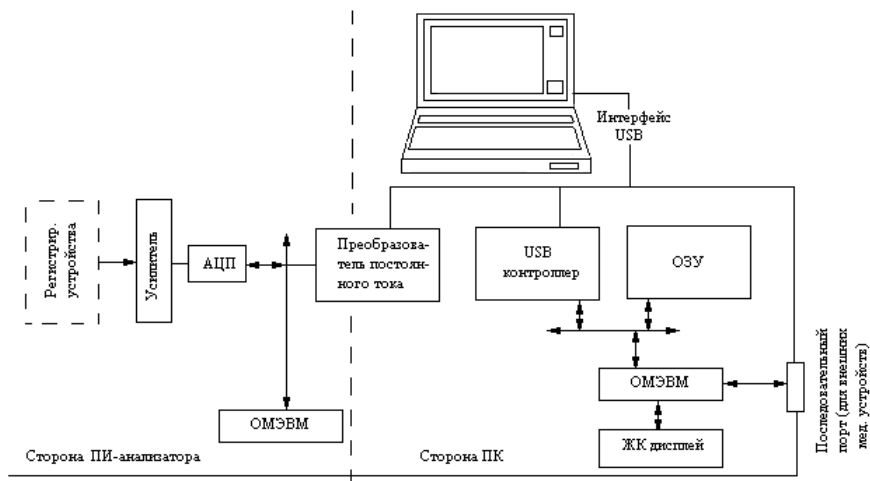 Интерфейс
USB
Регистрир.
устройства
Усилитель
АЦП
Преобразова-
тель постоян-
ного тока
USB
контроллер
ОЗУ
ОМЭВМ
ОМЭВМ
ЖК дисплей
Последовательный
порт (для внешних
мед. устройств)
Сторона ПИ-анализатора
Сторона ПК